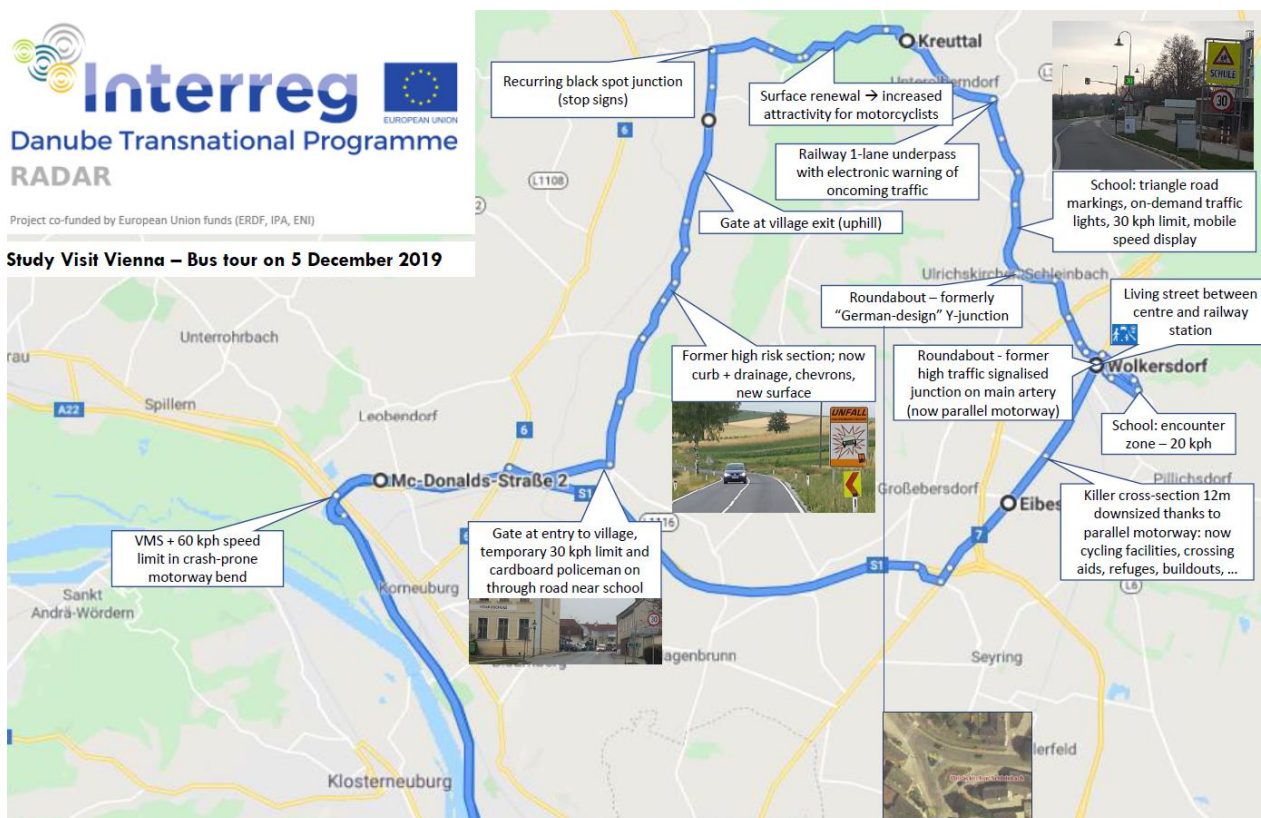 Interreg
EUROPEAN UNION
Danube Transnational Programme
RADAR
Project co-funded by European Union funds (ERDF, IPA, ENI)
Study Visit Vienna – Bus tour on 5 December 2019
Recurring black spot junction
(stop signs)
Kreuttal
Surface renewal → increased
attractivity for motorcyclists
Railway 1-lane underpass
with electronic warning of
oncoming traffic
Gate at village exit (uphill)
SCHULE
30
School: triangle road
markings, on-demand traffic
lights, 30 kph limit, mobile
speed display
6
L1108
2
Ulrichskirchen-Schleinbach
Roundabout – formerly
“German-design” Y-junction
Living street between
centre and railway
station
Roundabout - former
high traffic signalised
junction on main artery
(now parallel motorway)
Wolkersdorf
School: encounter
zone – 20 kph
Former high risk section; now
curb + drainage, chevrons,
new surface
UNFALL
Unterrohrbach
Spillern
A22
Leobendorf
6
Mc-Donalds-Straße 2
S1
Großebersdorf
Pillichsdorf
Eibes
7
Killer cross-section 12m
downsized thanks to
parallel motorway: now
cycling facilities, crossing
aids, refuges, buildouts, ...
L6
VMS + 60 kph speed
limit in crash-prone
motorway bend
Gate at entry to village,
temporary 30 kph limit and
cardboard policeman on
through road near school
30
S1
Korneuburg
Sankt
Andrä-Wördern
agenbrunn
Seyring
lerfeld
Klosterneuburg